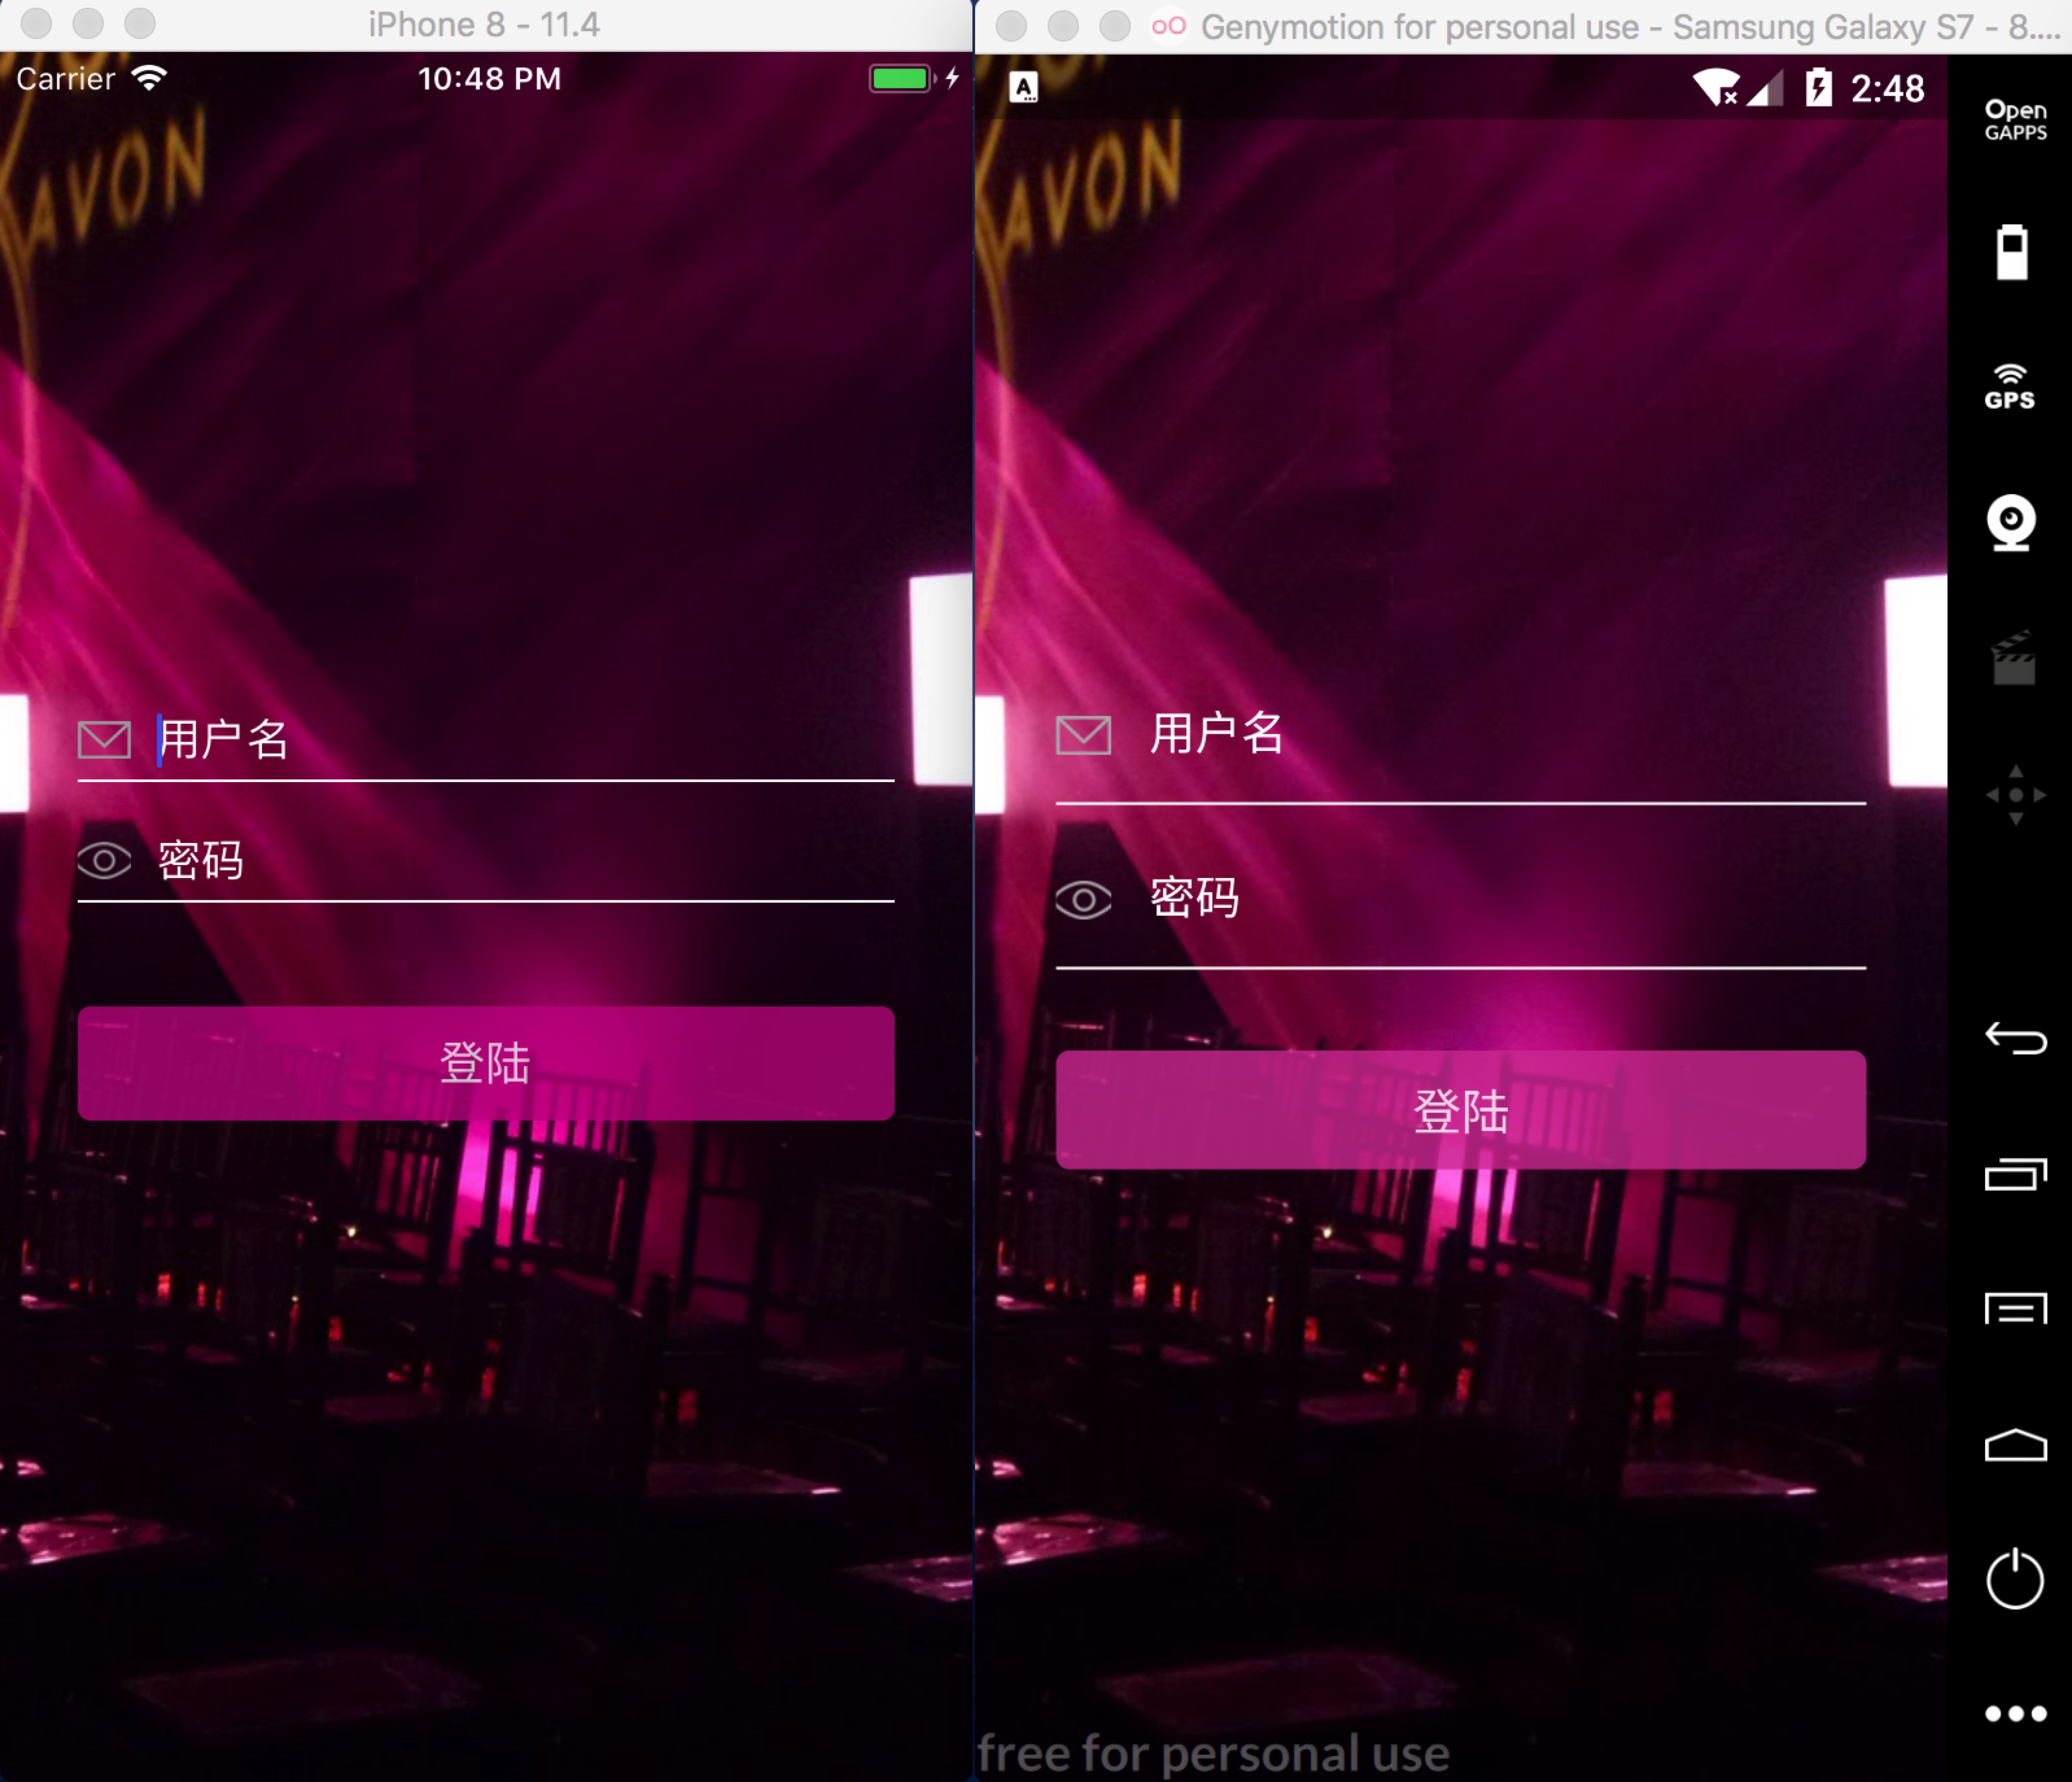 iPhone 8 - 11.4
Carrier
10:48 PM
AVON
用户名
密码
登陆
Genymotion for personal use - Samsung Galaxy S7 - 8....
A
2:48
AVON
用户名
密码
登陆
free for personal use
Open
GAPPS
GPS